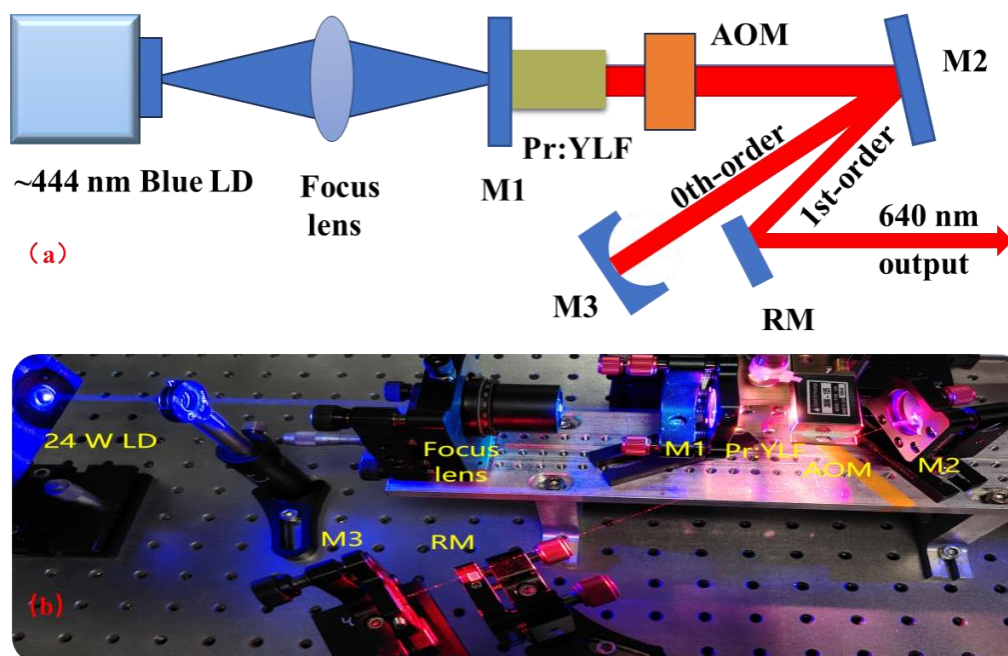 AOM
M2
Pr:YLF
~444 nm Blue LD
Focus
lens
M1
0th-order
1st-order
640 nm
output
(a)
M3
RM
24 W LD
Focus
lens
M1
Pr:YLF
AOM
M2
M3
RM
(b)